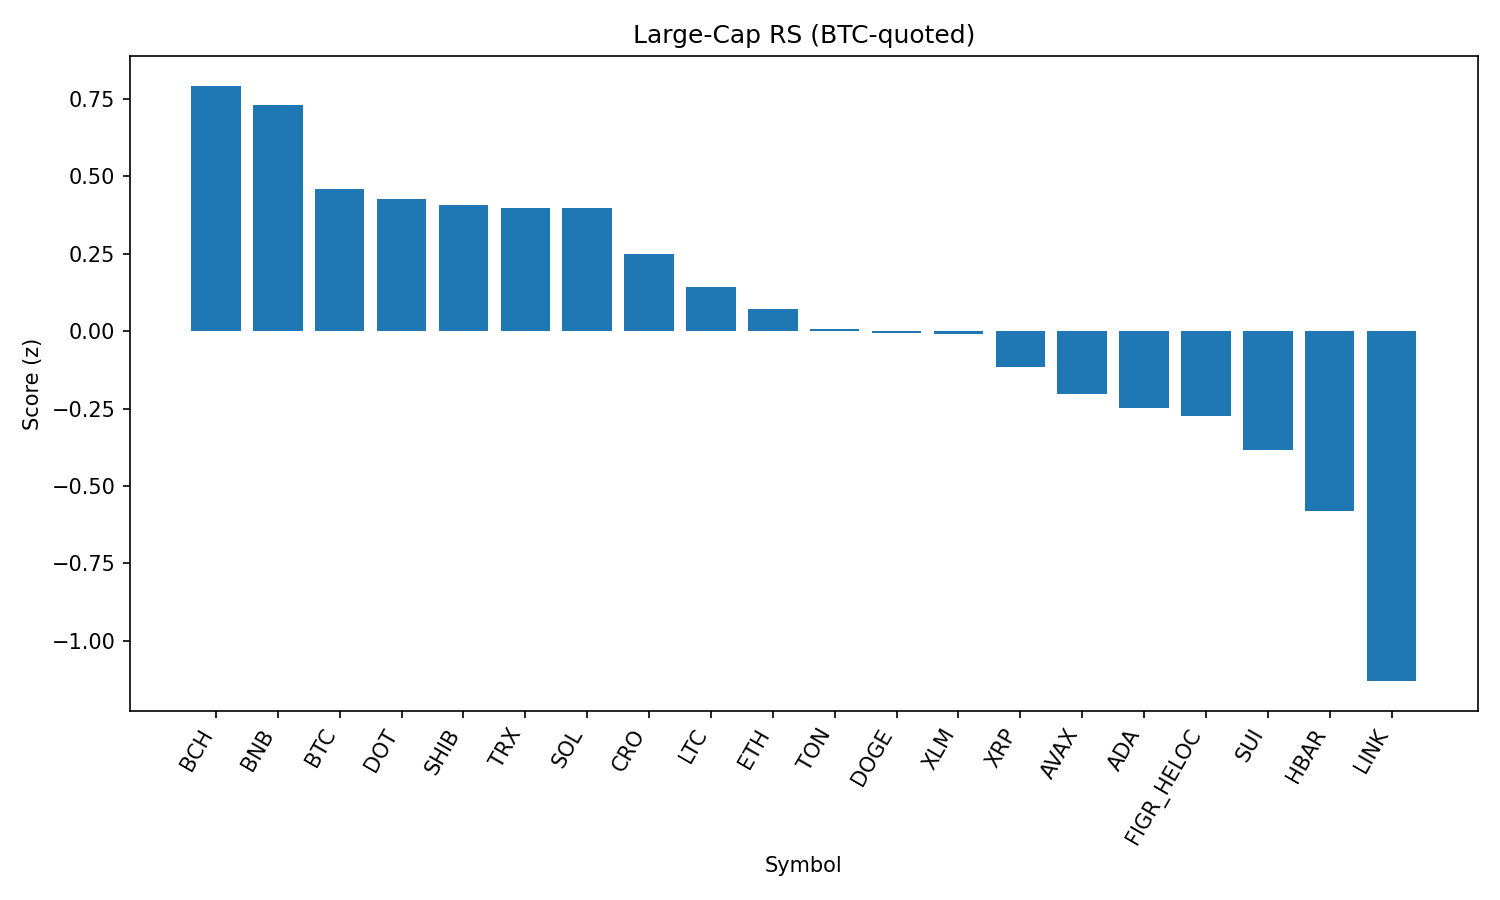 Large-Cap RS (BTC-quoted)
Score (z)
0.75
0.50
0.25
0.00
−0.25
−0.50
−0.75
−1.00
BCH
BNB
BTC
DOT
SHIB
TRX
SOL
CRO
LTC
ETH
TON
DOGE
XLM
XRP
AVAX
ADA
FIGR_HELOC
SUI
HBAR
LINK
Symbol